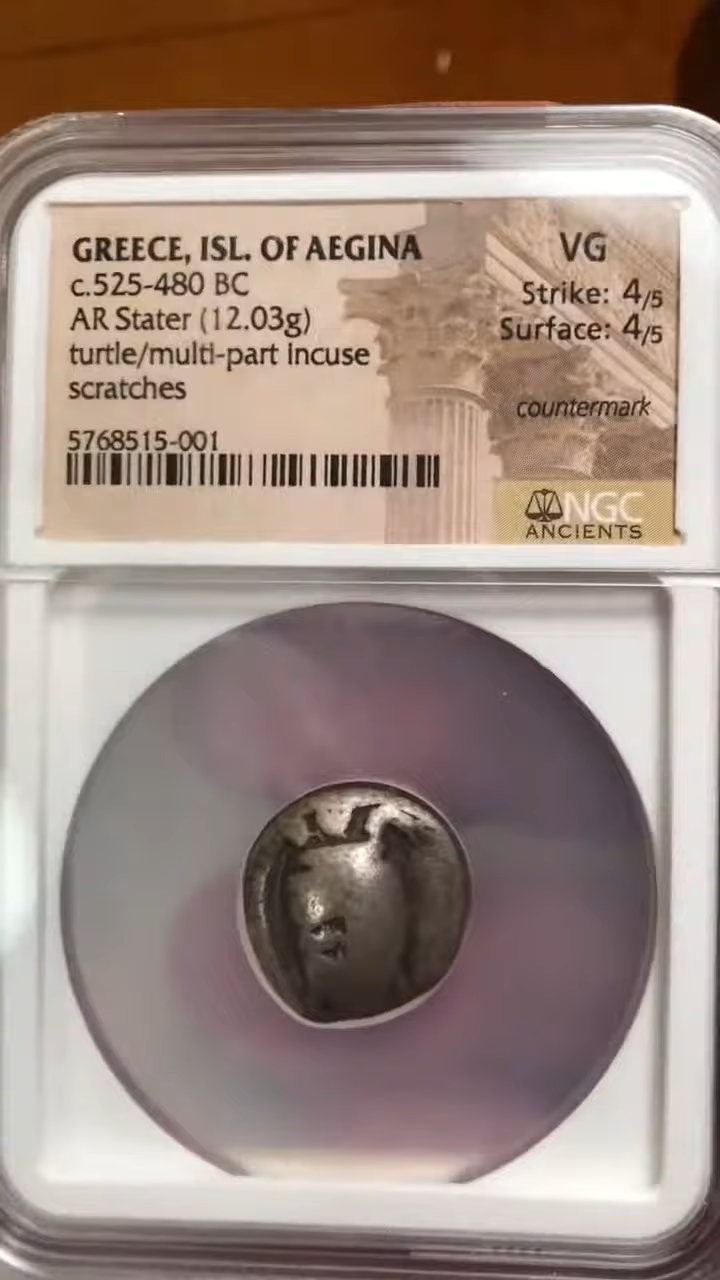 GREECE, ISL. OF AEGINA
c.525-480 BC
AR Stater (12.03g)
turtle/multi-part incuse
scratches
5768515-001
VG
Strike: 4/5
Surface: 4/5
countermark
NGC
ANCIENTS